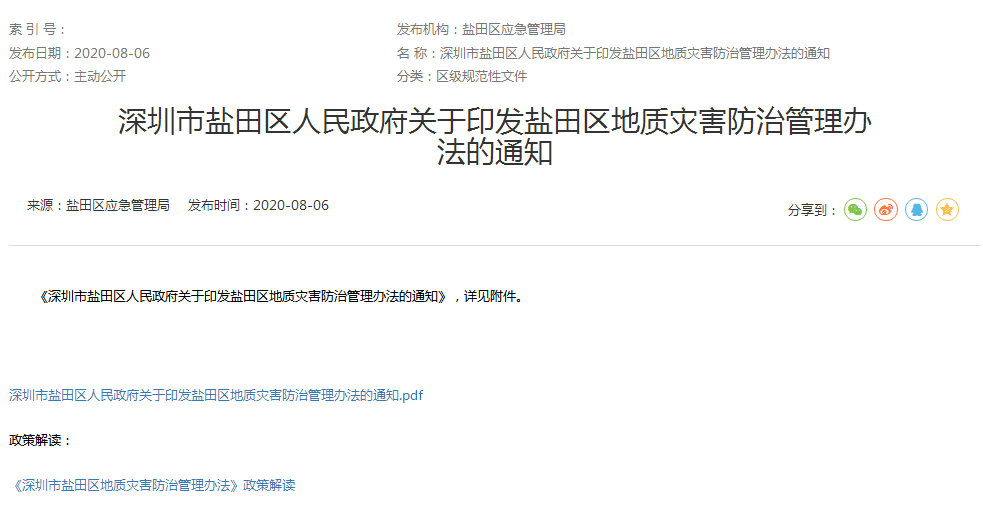 索 引 号：
发布机构：盐田区应急管理局
发布日期：2020-08-06
名 称：深圳市盐田区人民政府关于印发盐田区地质灾害防治管理办法的通知
公开方式：主动公开
分类：区级规范性文件
深圳市盐田区人民政府关于印发盐田区地质灾害防治管理办
法的通知
来源：盐田区应急管理局 发布时间：2020-08-06
分享到：
《深圳市盐田区人民政府关于印发盐田区地质灾害防治管理办法的通知》，详见附件。
深圳市盐田区人民政府关于印发盐田区地质灾害防治管理办法的通知.pdf
政策解读：
《深圳市盐田区地质灾害防治管理办法》政策解读